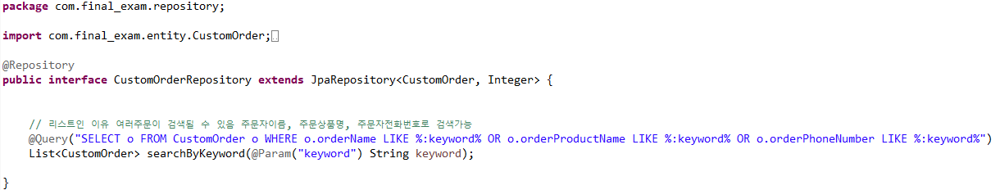 package com.final_exam.repository;
import com.final_exam.entity.CustomOrder;
@Repository
public interface CustomOrderRepository extends JpaRepository<CustomOrder, Integer> {
// 리스트인 이유 여러주문이 검색될 수 있음 주문자이름, 주문상품명, 주문자전화번호로 검색가능
@Query("SELECT o FROM CustomOrder o WHERE o.orderName LIKE %:keyword% OR o.orderProductName LIKE %:keyword% OR o.orderPhoneNumber LIKE %:keyword%")
List<CustomOrder> searchByKeyword(@Param("keyword") String keyword);
}